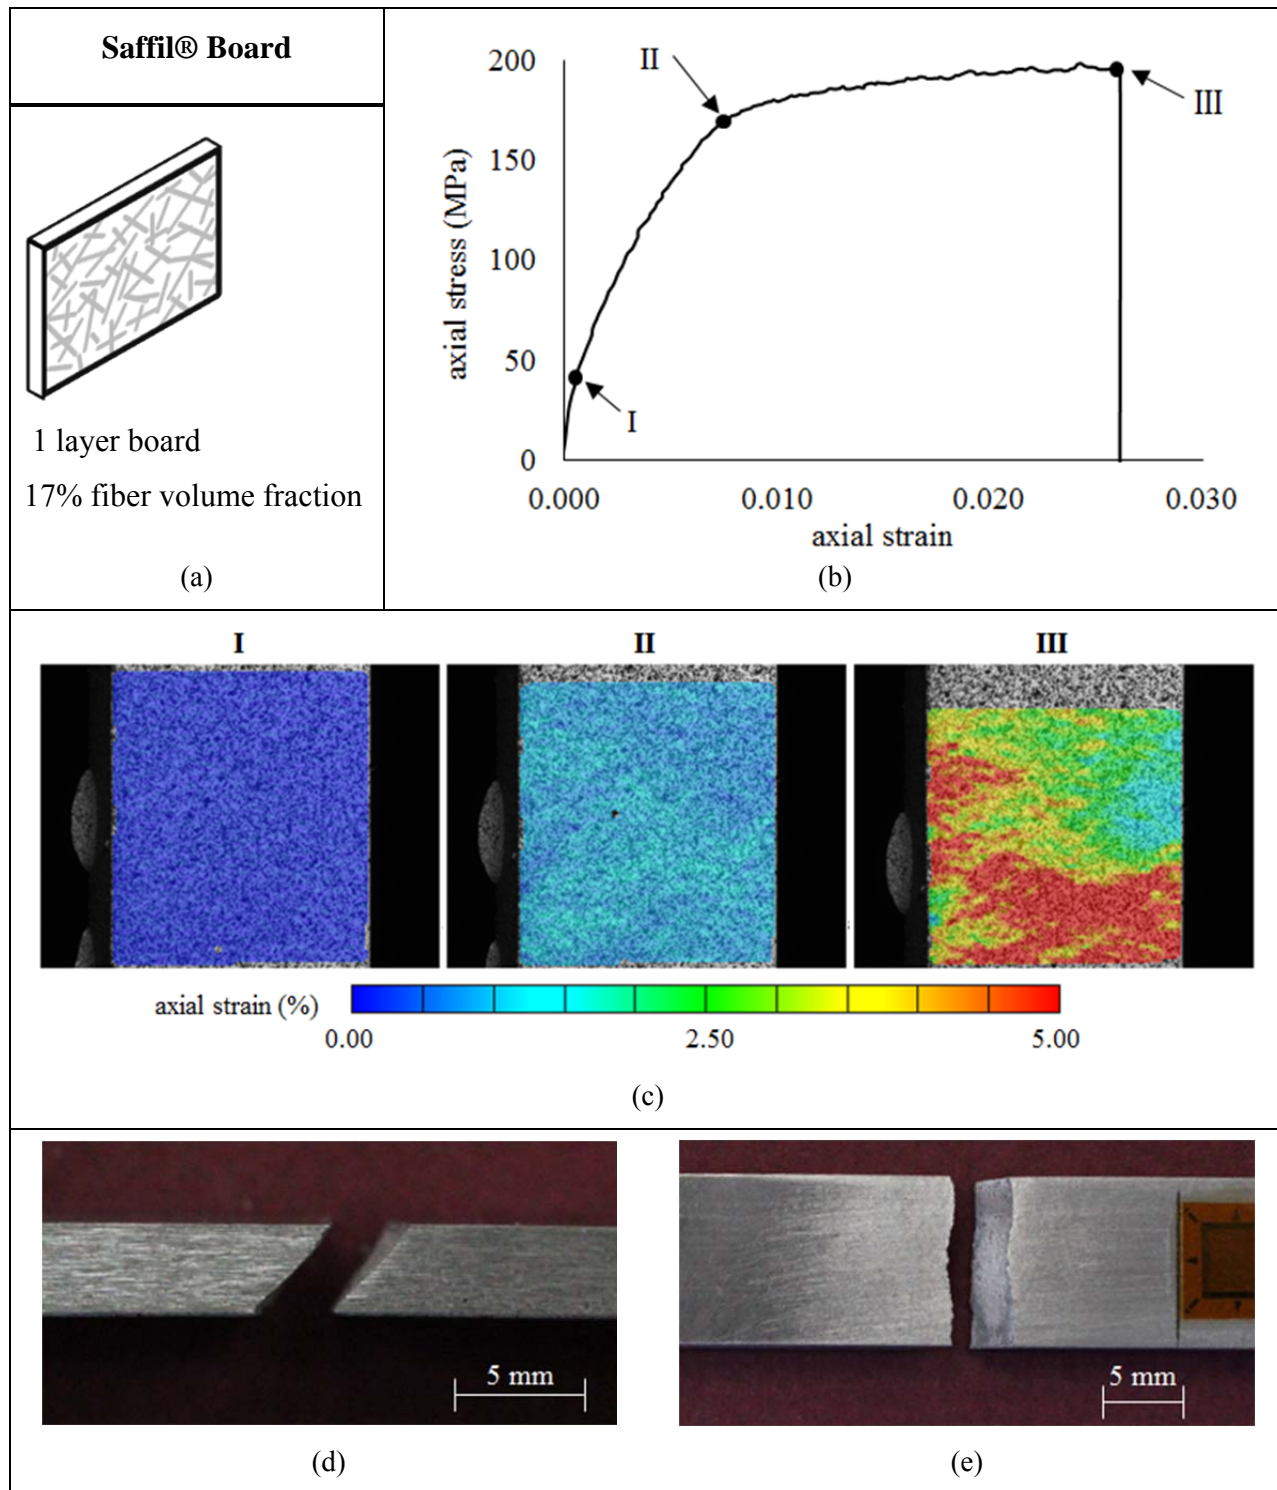 Saffil® Board
1 layer board
17% fiber volume fraction
(a)
200
150
100
50
0
axial stress (MPa)
II
III
I
0.000 0.010 0.020 0.030
axial strain
(b)
I II III
axial strain (%)
0.00 2.50 5.00
(c)
5 mm
(d)
5 mm
(e)